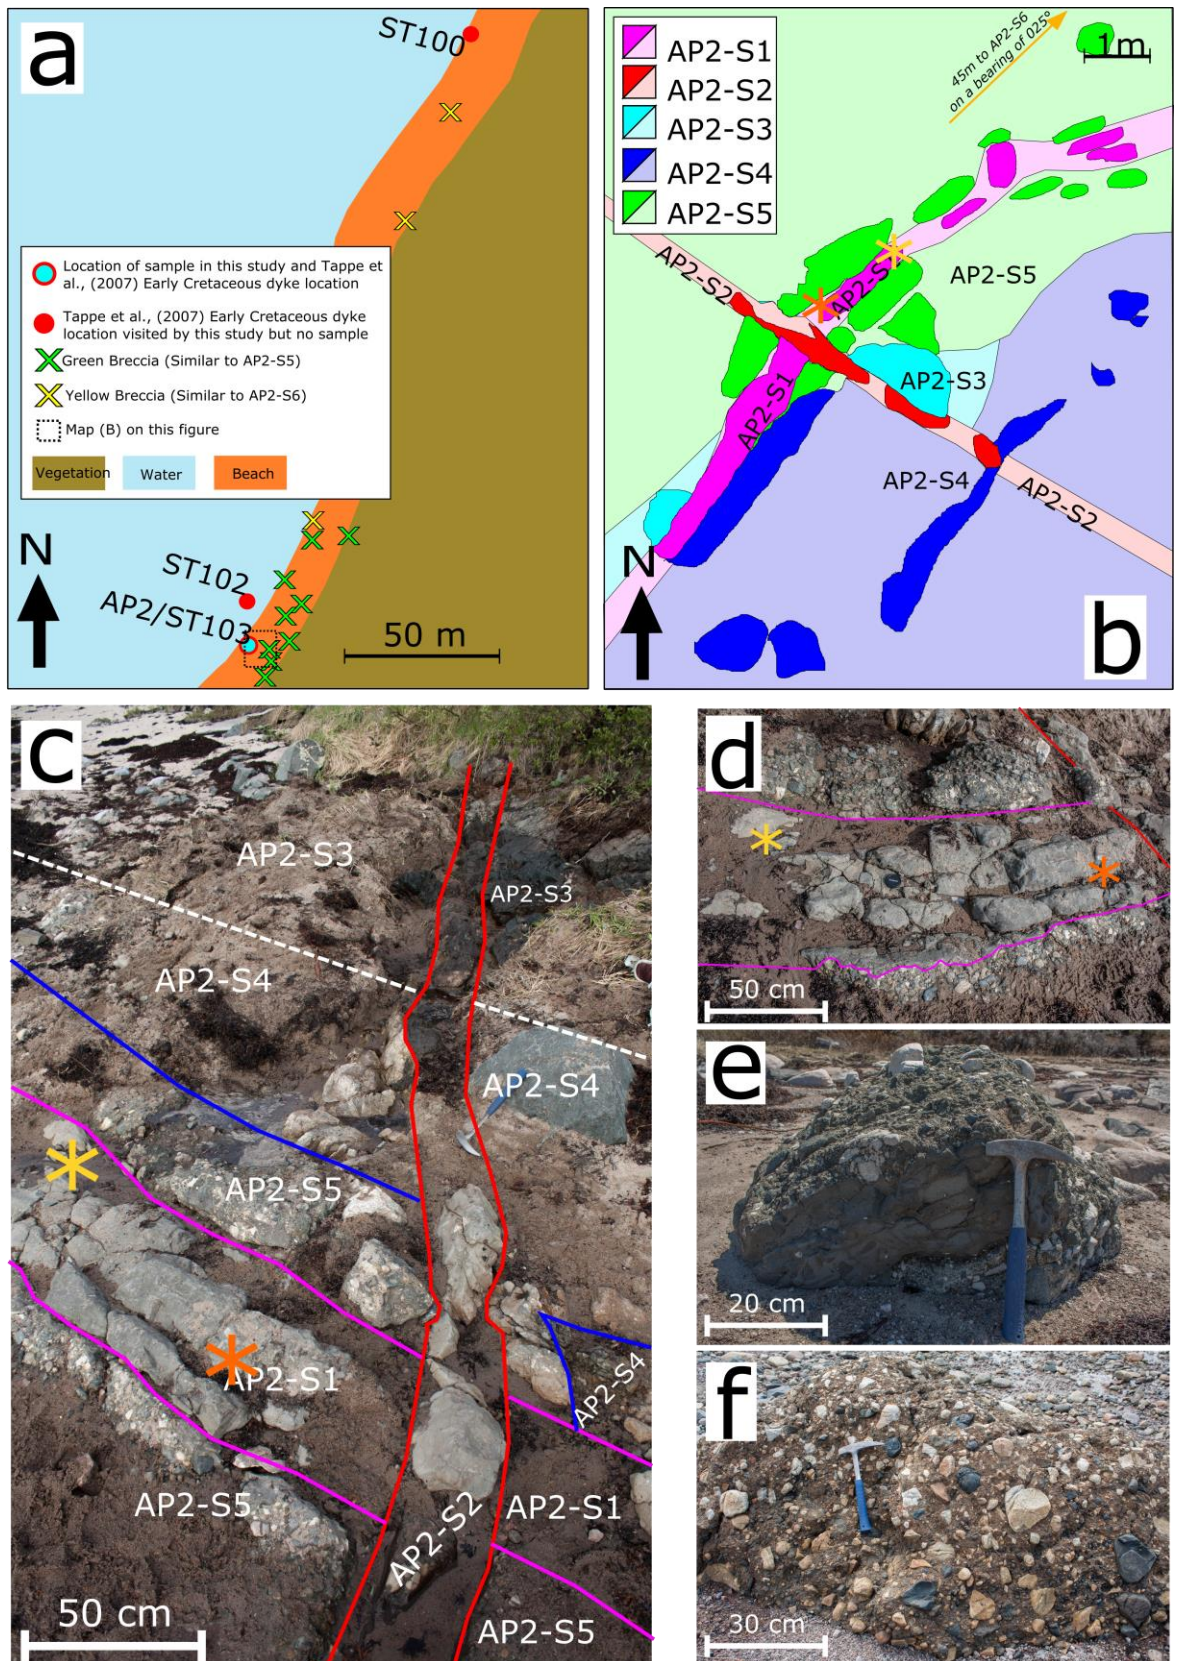 a
ST100
Location of sample in this study and Tappe et
al., (2007) Early Cretaceous dyke location
Tappe et al., (2007) Early Cretaceous dyke
location visited by this study but no sample
Green Breccia (Similar to AP2-S5)
Yellow Breccia (Similar to AP2-S6)
Map (B) on this figure
Vegetation
Water
Beach
N
ST102
AP2/ST103
50 m
AP2-S1
AP2-S2
AP2-S3
AP2-S4
AP2-S5
45m to AP2-S6
on a bearing of 025°
1m
AP2-S2
AP2-S
AP2-S5
AP2-S3
AP2-S1
AP2-S4
AP2-S2
N
b
c
AP2-S3
AP2-S3
AP2-S4
AP2-S4
AP2-S5
AP2-S1
AP2-S4
AP2-S5
AP2-S2
AP2-S1
AP2-S5
50 cm
d
50 cm
e
20 cm
f
30 cm